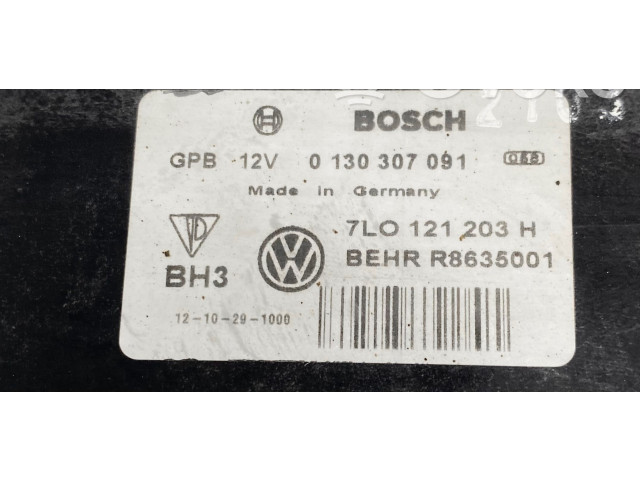 BOSCH
GPB 12V 0 130 307 091
Made in Germany
7LO 121 203 H
BH3 BEHR R8635001
12-10-29-1006